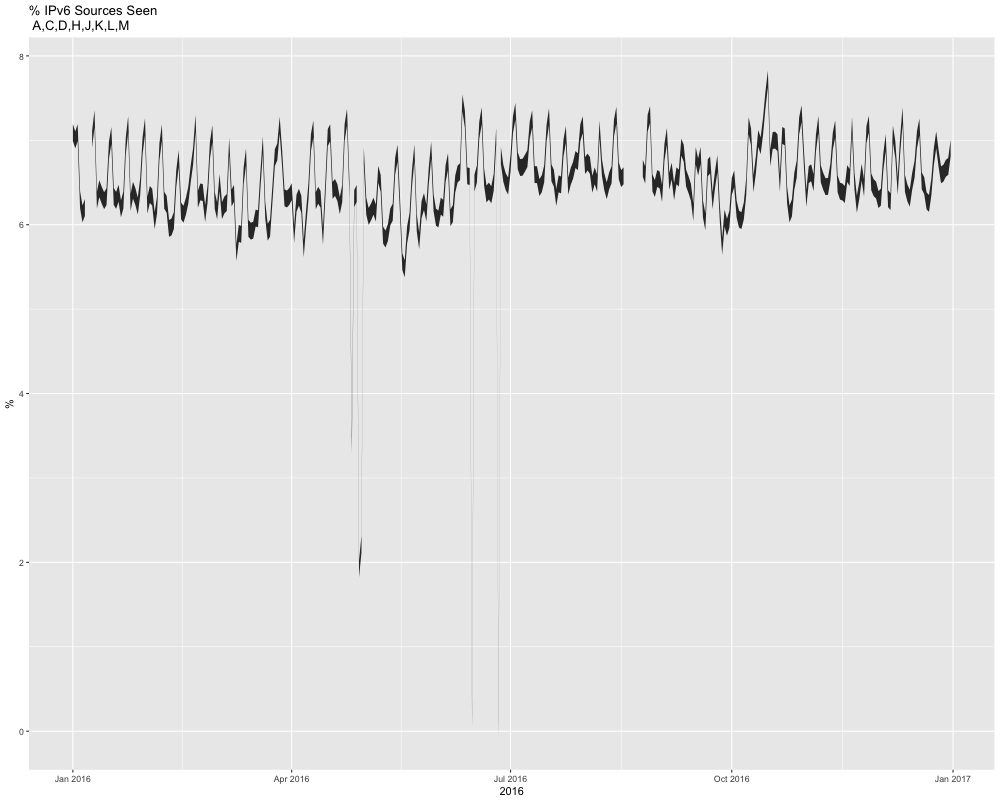 % IPv6 Sources Seen
A,C,D,H,J,K,L,M
8
6
4
2
0
%
Jan 2016
Apr 2016
Jul 2016
Oct 2016
Jan 2017
2016